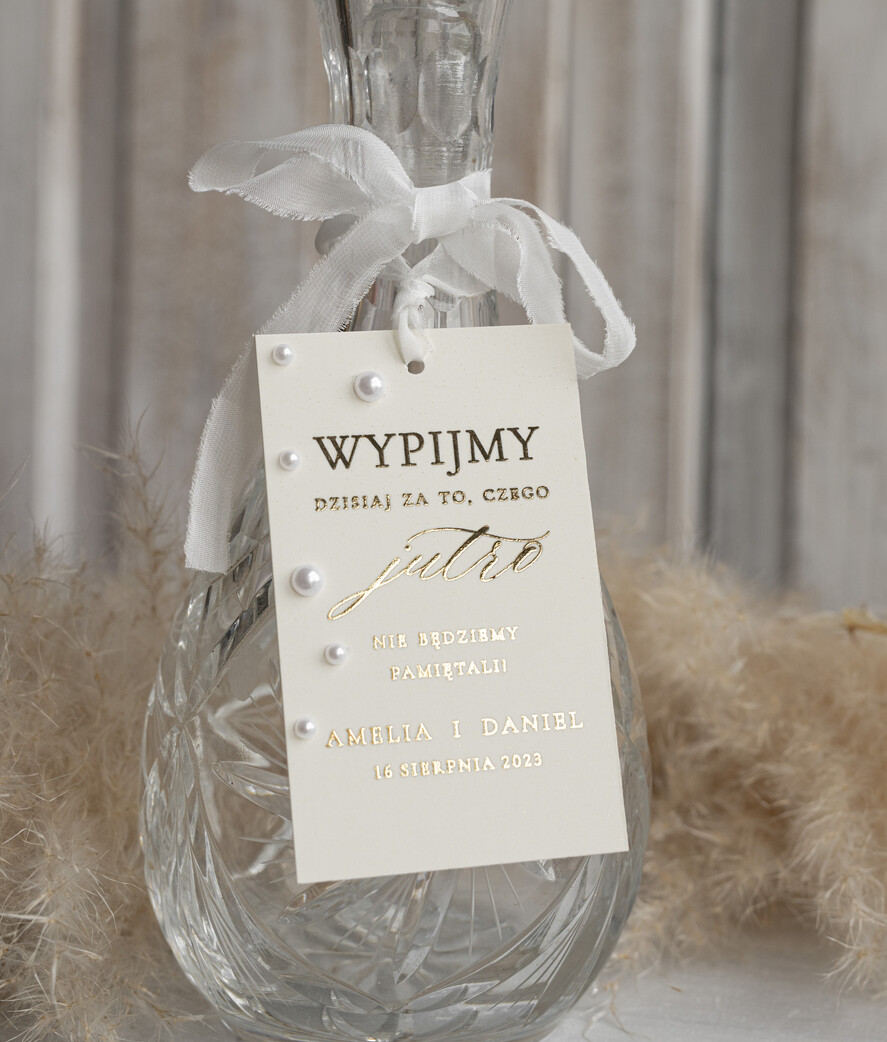 WYPIJMY
DZISIAJ ZA TO, CZEGO
jutro
NIE BĘDZIEMY
PAMIĘTALI!
AMELIA I DANIEL
16 SIERPNIA 2023